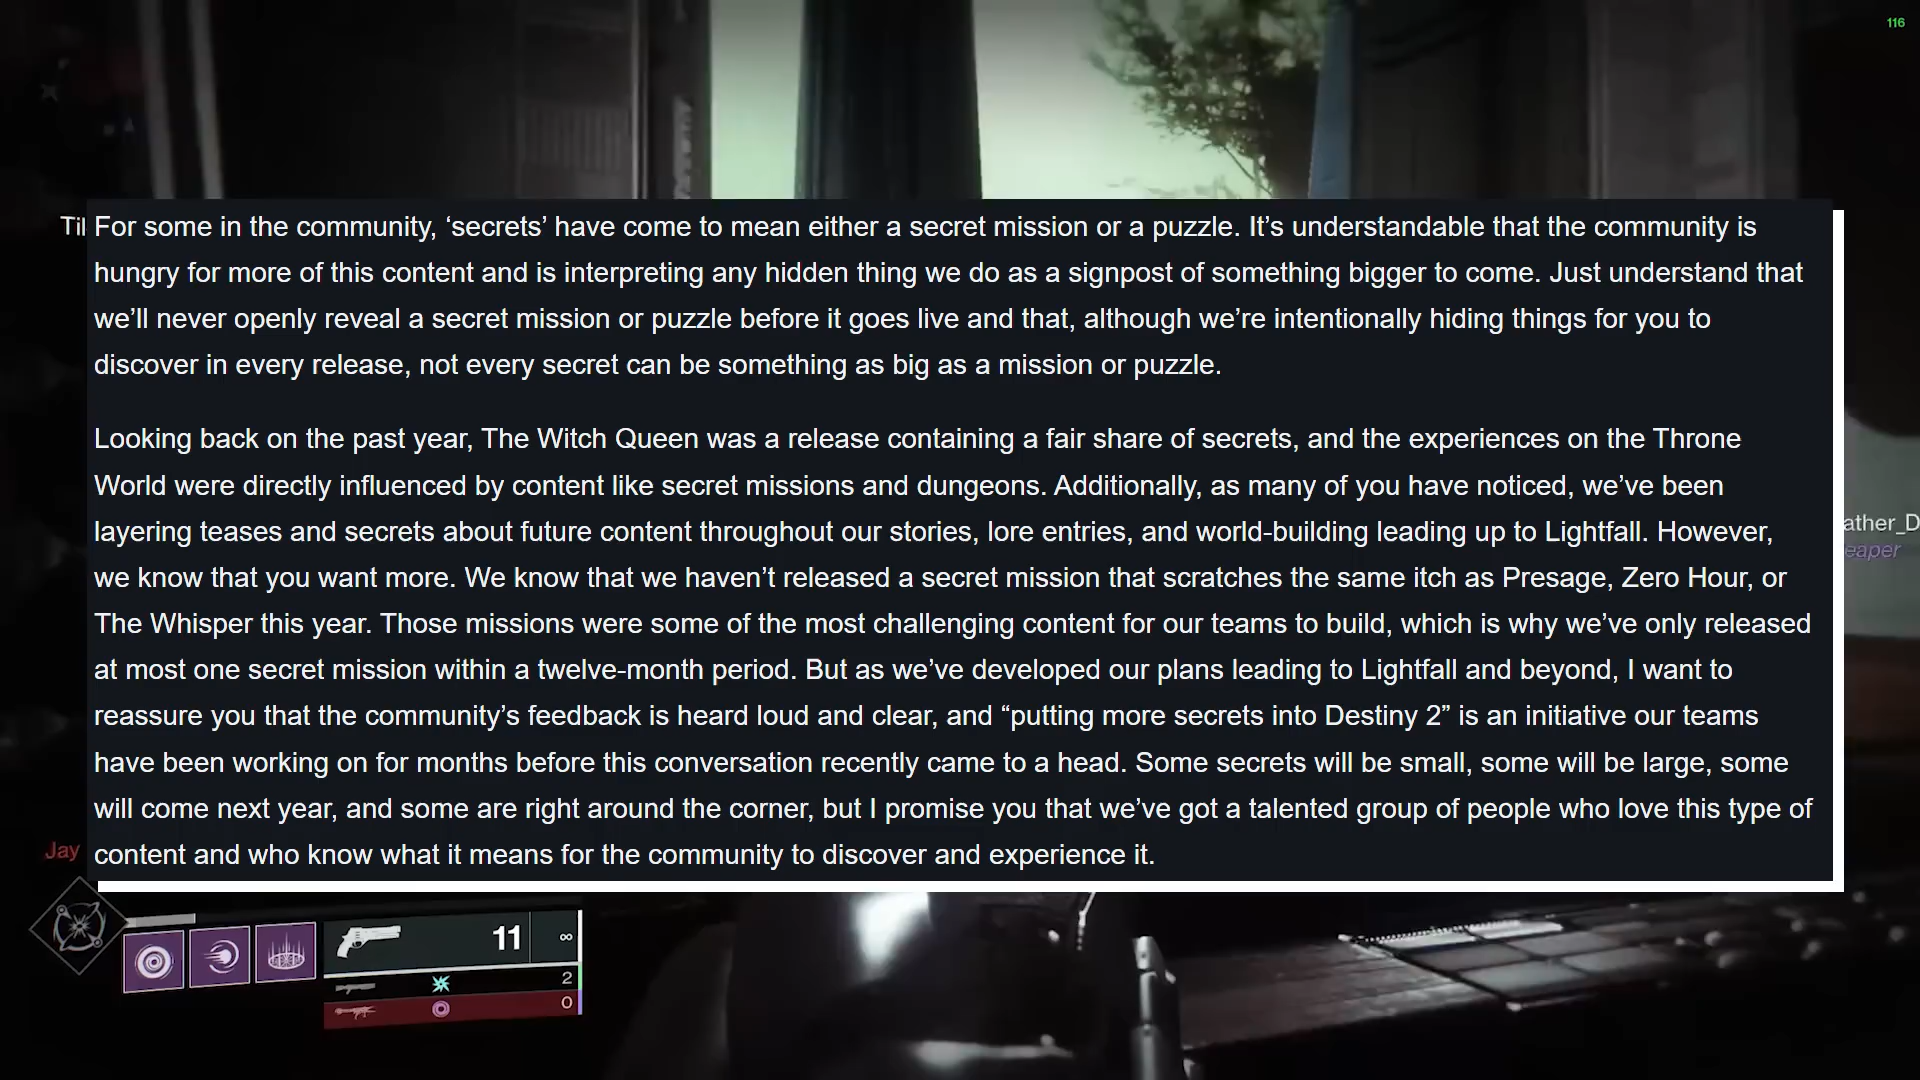 116
Til
For some in the community, ‘secrets’ have come to mean either a secret mission or a puzzle. It’s understandable that the community is
hungry for more of this content and is interpreting any hidden thing we do as a signpost of something bigger to come. Just understand that
we’ll never openly reveal a secret mission or puzzle before it goes live and that, although we’re intentionally hiding things for you to
discover in every release, not every secret can be something as big as a mission or puzzle.
Looking back on the past year, The Witch Queen was a release containing a fair share of secrets, and the experiences on the Throne
World were directly influenced by content like secret missions and dungeons. Additionally, as many of you have noticed, we’ve been
layering teases and secrets about future content throughout our stories, lore entries, and world-building leading up to Lightfall. However,
ather_D
eaper
we know that you want more. We know that we haven’t released a secret mission that scratches the same itch as Presage, Zero Hour, or
The Whisper this year. Those missions were some of the most challenging content for our teams to build, which is why we’ve only released
at most one secret mission within a twelve-month period. But as we’ve developed our plans leading to Lightfall and beyond, I want to
reassure you that the community’s feedback is heard loud and clear, and “putting more secrets into Destiny 2” is an initiative our teams
have been working on for months before this conversation recently came to a head. Some secrets will be small, some will be large, some
will come next year, and some are right around the corner, but I promise you that we’ve got a talented group of people who love this type of
content and who know what it means for the community to discover and experience it.
Jay
11 ∞
2
0